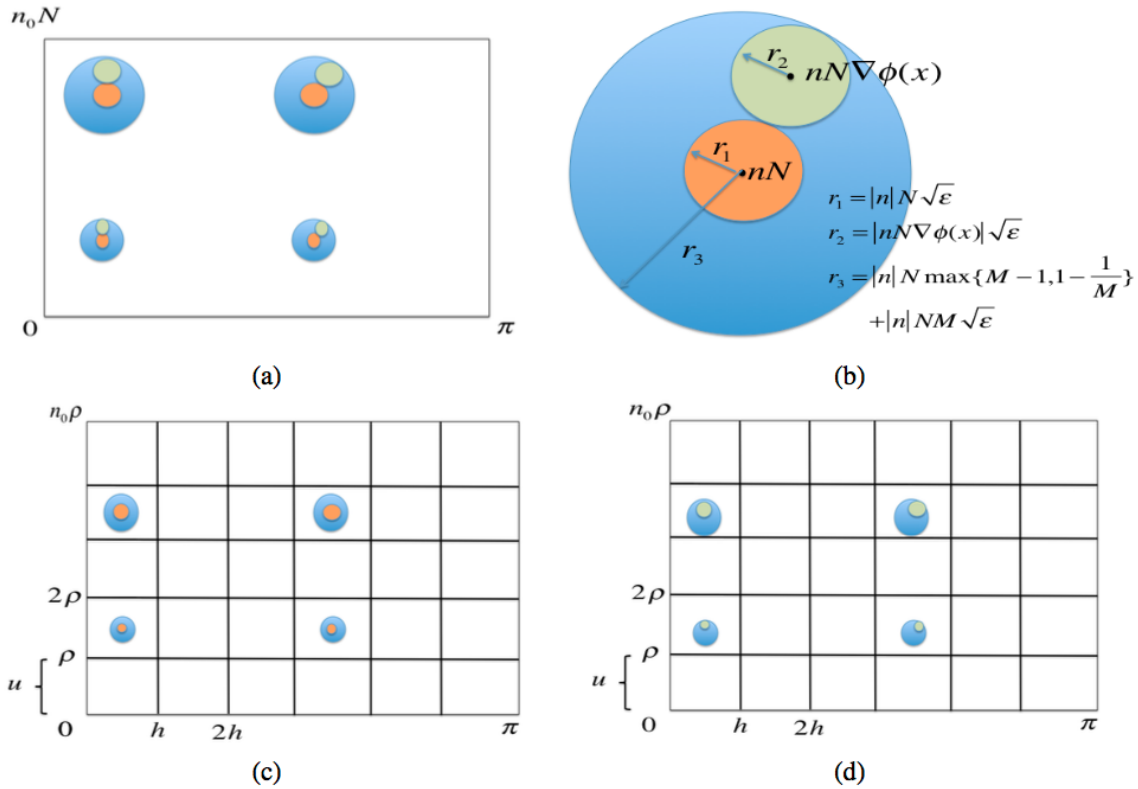 n₀N
0
π
(a)
r₂
nN∇ϕ(x)
r₁
nN
r₃
r₁ = |n| N √ε
r₂ = |nN∇ϕ(x)| √ε
r₃ = |n| N max{M − 1, 1 − 1/M}
+|n| NM √ε
(b)
n₀ρ
2ρ
ρ
u
0
h
2h
π
(c)
n₀ρ
2ρ
ρ
u
0
h
2h
π
(d)